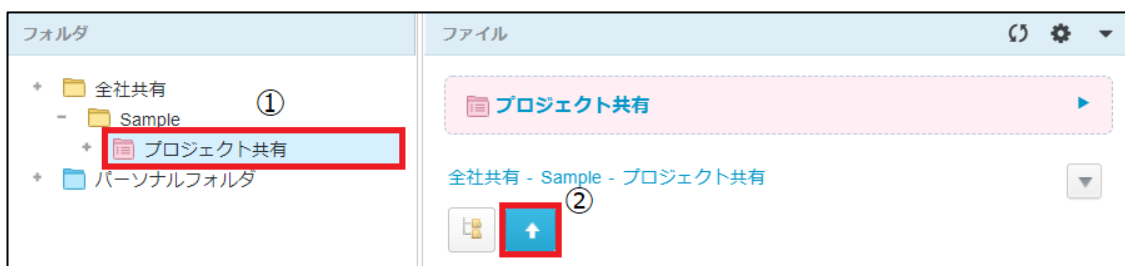 フォルダ
全社共有
①
Sample
プロジェクト共有
パーソナルフォルダ
ファイル
プロジェクト共有
全社共有 - Sample - プロジェクト共有
②